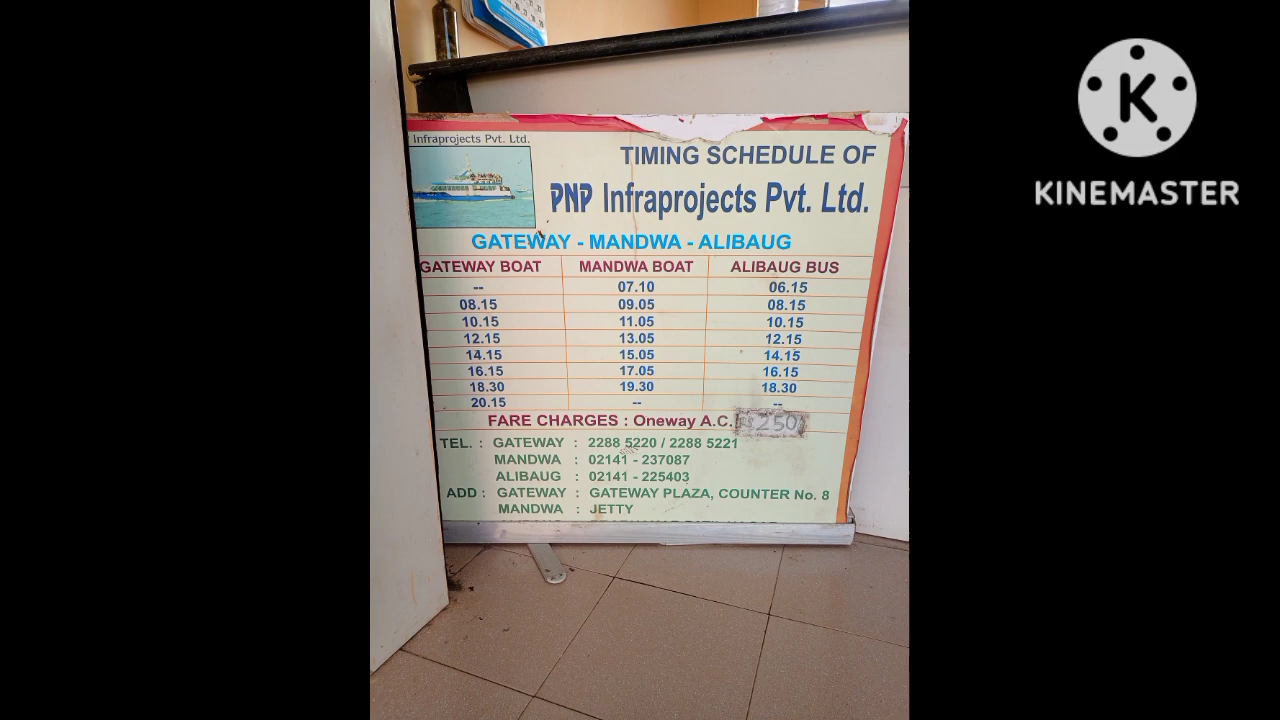 Infraprojects Pvt. Ltd.
TIMING SCHEDULE OF
PNP Infraprojects Pvt. Ltd.
GATEWAY - MANDWA - ALIBAUG
GATEWAY BOAT MANDWA BOAT ALIBAUG BUS
-- 07.10 06.15
08.15 09.05 08.15
10.15 11.05 10.15
12.15 13.05 12.15
14.15 15.05 14.15
16.15 17.05 16.15
18.30 19.30 18.30
20.15 -- --
FARE CHARGES : Oneway A.C. RS 250
TEL. : GATEWAY : 2288 5220 / 2288 5221
MANDWA : 02141 - 237087
ALIBAUG : 02141 - 225403
ADD : GATEWAY : GATEWAY PLAZA, COUNTER No. 8
MANDWA : JETTY
K
KINEMASTER